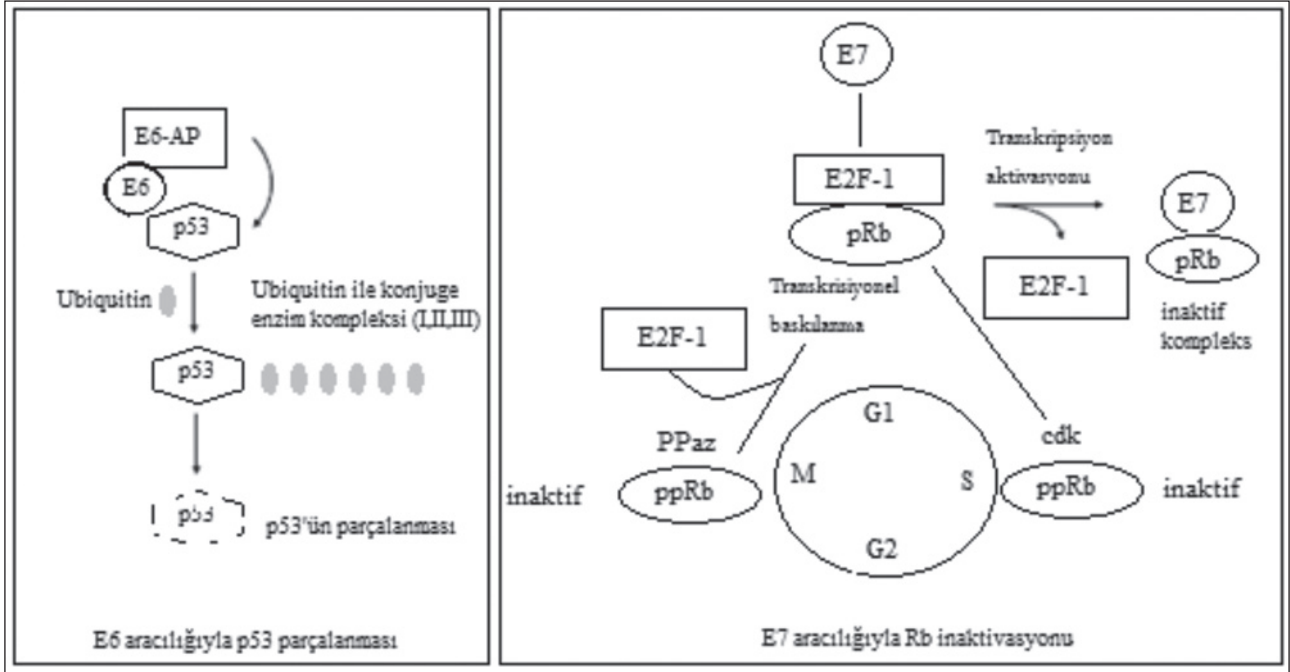 E6-AP
E6
p53
Ubiquitin
Ubiquitin ile konjuge
enzim kompleksi (I,II,III)
p53
p53
p53'ün parçalanması
E6 aracılığıyla p53 parçalanması
E7
E2F-1
pRb
Transkripsiyon
aktivasyonu
E7
pRb
E2F-1
inaktif
kompleks
Transkrisiyonel
baskılanma
E2F-1
PPaz
ppRb
inaktif
G1
M
S
G2
cdk
ppRb
inaktif
E7 aracılığıyla Rb inaktivasyonu